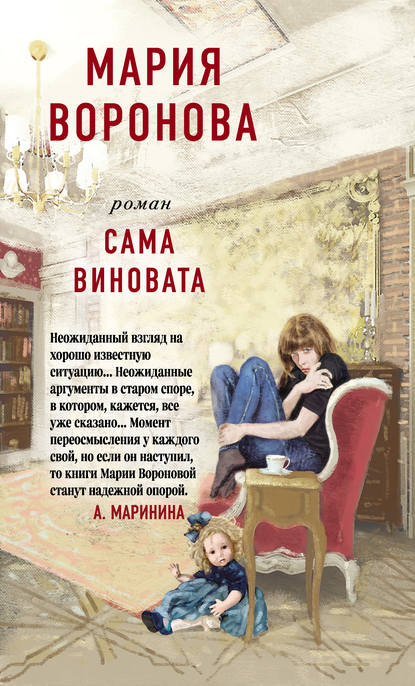 МАРИЯ
ВОРОНОВА
роман
САМА
ВИНОВАТА
Неожиданный взгляд на
хорошо известную
ситуацию... Неожиданные
аргументы в старом споре,
в котором, кажется, все
уже сказано... Момент
переосмысления у каждого
свой, но если он наступил,
то книги Марии Вороновой
станут надежной опорой.
А. МАРИНИНА